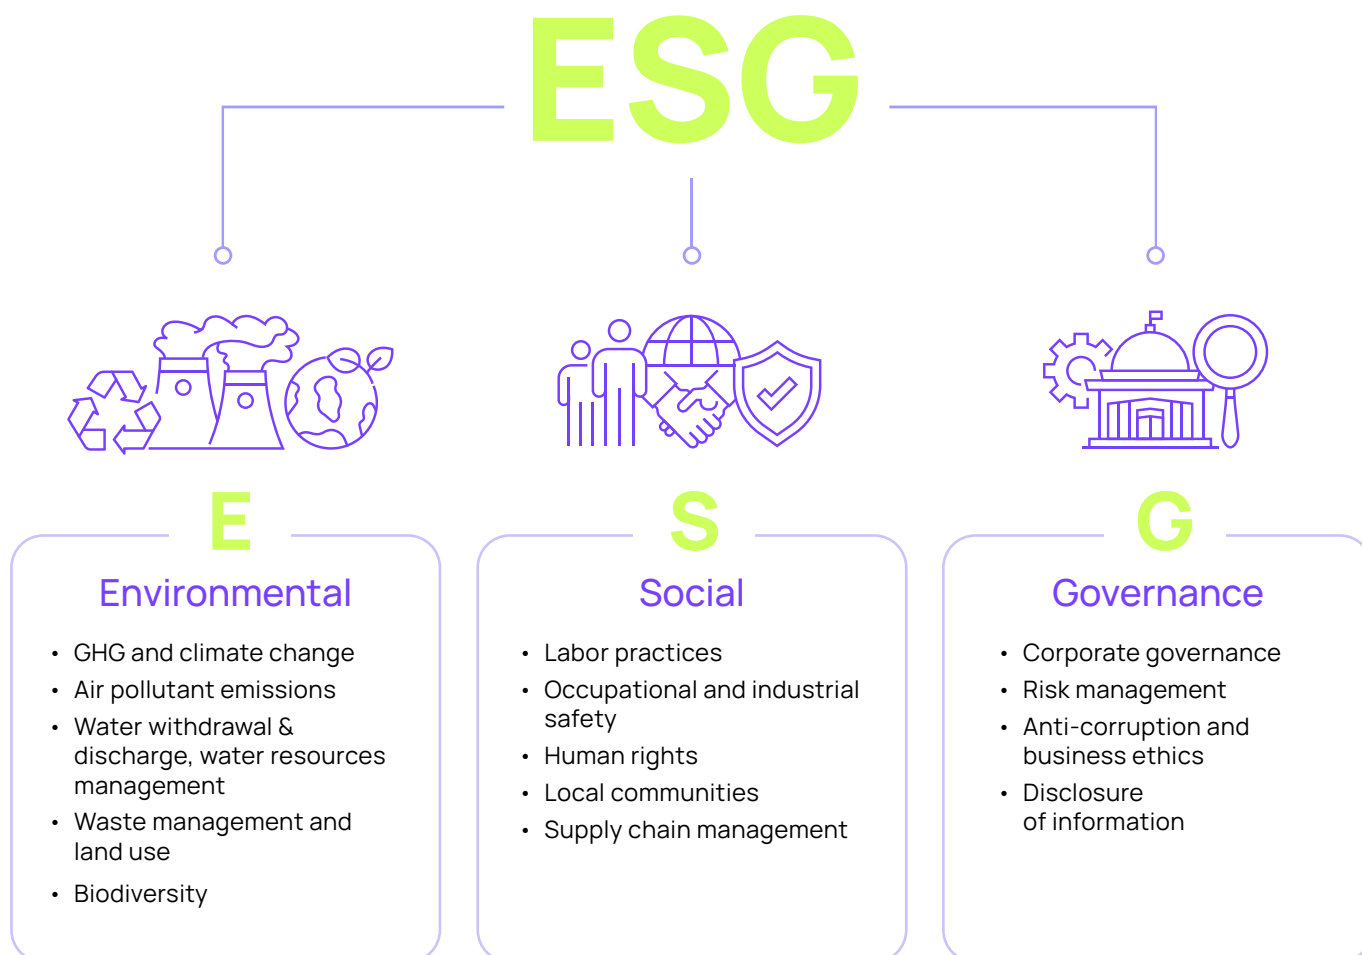 ESG
E
Environmental
• GHG and climate change
• Air pollutant emissions
• Water withdrawal &
discharge, water resources
management
• Waste management and
land use
• Biodiversity
S
Social
• Labor practices
• Occupational and industrial
safety
• Human rights
• Local communities
• Supply chain management
G
Governance
• Corporate governance
• Risk management
• Anti-corruption and
business ethics
• Disclosure
of information